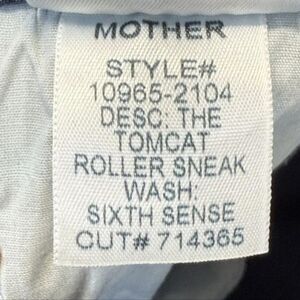 MOTHER
STYLE#
10965-2104
DESC: THE
TOMCAT
ROLLER SNEAK
WASH:
SIXTH SENSE
CUT# 714365